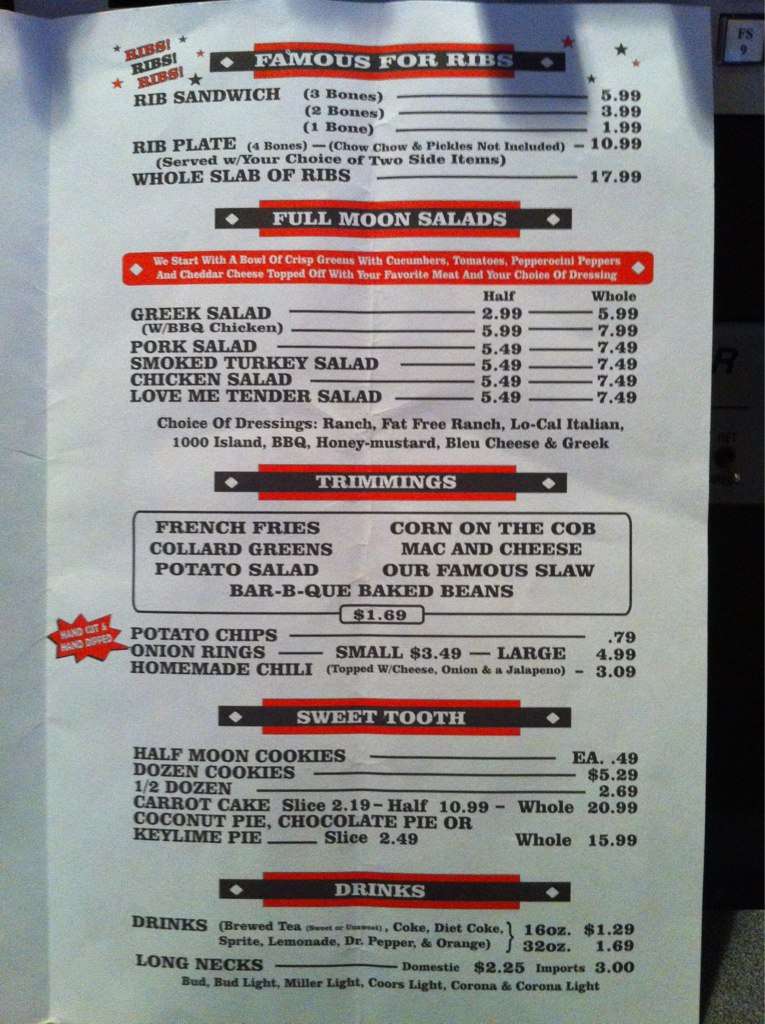 FS
9
RIBS!
RIBS!
RIBS!
FAMOUS FOR RIBS
RIB SANDWICH (3 Bones) 5.99
(2 Bones) 3.99
(1 Bone) 1.99
RIB PLATE (4 Bones) — (Chow Chow & Pickles Not Included) – 10.99
(Served w/Your Choice of Two Side Items)
WHOLE SLAB OF RIBS 17.99
FULL MOON SALADS
We Start With A Bowl Of Crisp Greens With Cucumbers, Tomatoes, Pepperocini Peppers
And Cheddar Cheese Topped Off With Your Favorite Meat And Your Choice Of Dressing
Half Whole
GREEK SALAD 2.99 5.99
(W/BBQ Chicken) 5.99 7.99
PORK SALAD 5.49 7.49
SMOKED TURKEY SALAD 5.49 7.49
CHICKEN SALAD 5.49 7.49
LOVE ME TENDER SALAD 5.49 7.49
Choice Of Dressings: Ranch, Fat Free Ranch, Lo-Cal Italian,
1000 Island, BBQ, Honey-mustard, Bleu Cheese & Greek
TRIMMINGS
FRENCH FRIES CORN ON THE COB
COLLARD GREENS MAC AND CHEESE
POTATO SALAD OUR FAMOUS SLAW
BAR-B-QUE BAKED BEANS
$1.69
HAND CUT &
HAND DIPPED
POTATO CHIPS .79
ONION RINGS — SMALL $3.49 — LARGE 4.99
HOMEMADE CHILI (Topped W/Cheese, Onion & a Jalapeno) – 3.09
SWEET TOOTH
HALF MOON COOKIES EA. .49
DOZEN COOKIES $5.29
1/2 DOZEN 2.69
CARROT CAKE Slice 2.19 – Half 10.99 – Whole 20.99
COCONUT PIE, CHOCOLATE PIE OR
KEYLIME PIE Slice 2.49 Whole 15.99
DRINKS
DRINKS (Brewed Tea (Sweet or Unsweet), Coke, Diet Coke, 16oz. $1.29
Sprite, Lemonade, Dr. Pepper, & Orange) 32oz. 1.69
LONG NECKS Domestic $2.25 Imports 3.00
Bud, Bud Light, Miller Light, Coors Light, Corona & Corona Light